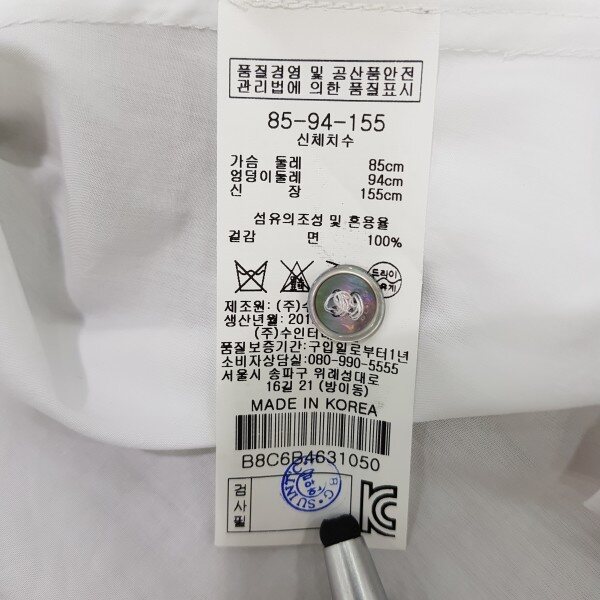 품질경영 및 공산품안전
관리법에 의한 품질표시
85-94-155
신체치수
가슴 둘레 85cm
엉덩이둘레 94cm
신 장 155cm
섬유의조성 및 혼용율
겉감 면 100%
드라이
제조원: (주)수
생산년월: 201
(주)수인터
품질보증기간: 구입일로부터1년
소비자상담실: 080-990-5555
서울시 송파구 위례성대로
16길 21 (방이동)
MADE IN KOREA
B8C6B4631050
검사필